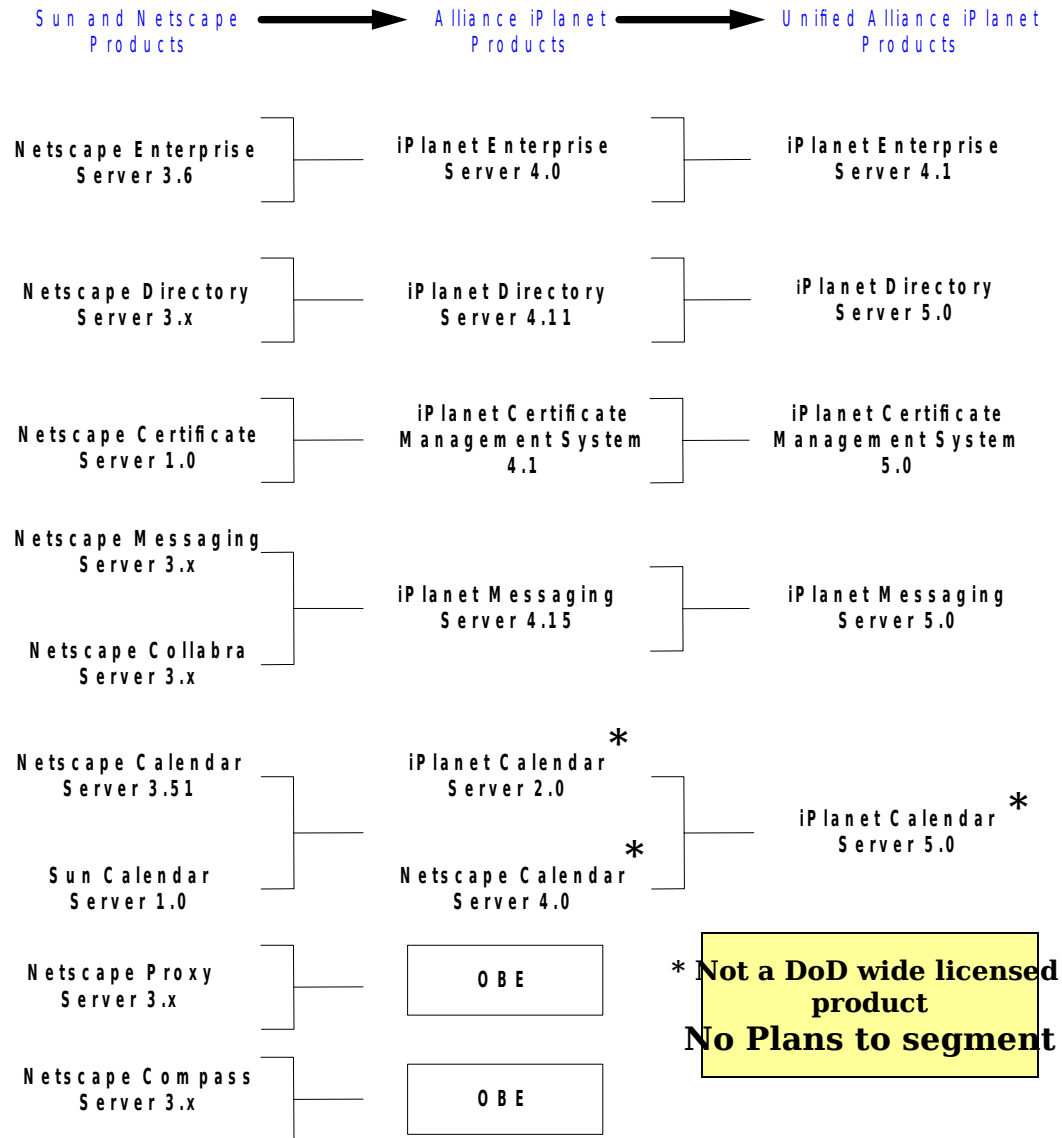 Sun and Netscape
Products
Alliance iPlanet
Products
Unified Alliance iPlanet
Products
Netscape Enterprise
Server 3.6
iPlanet Enterprise
Server 4.0
iPlanet Enterprise
Server 4.1
Netscape Directory
Server 3.x
iPlanet Directory
Server 4.11
iPlanet Directory
Server 5.0
Netscape Certificate
Server 1.0
iPlanet Certificate
Management System
4.1
iPlanet Certificate
Management System
5.0
Netscape Messaging
Server 3.x
Netscape Collabra
Server 3.x
iPlanet Messaging
Server 4.15
iPlanet Messaging
Server 5.0
Netscape Calendar
Server 3.51
Sun Calendar
Server 1.0
iPlanet Calendar *
Server 2.0
Netscape Calendar *
Server 4.0
iPlanet Calendar *
Server 5.0
Netscape Proxy
Server 3.x
OBE
Netscape Compass
Server 3.x
OBE
* Not a DoD wide licensed
product
No Plans to segment